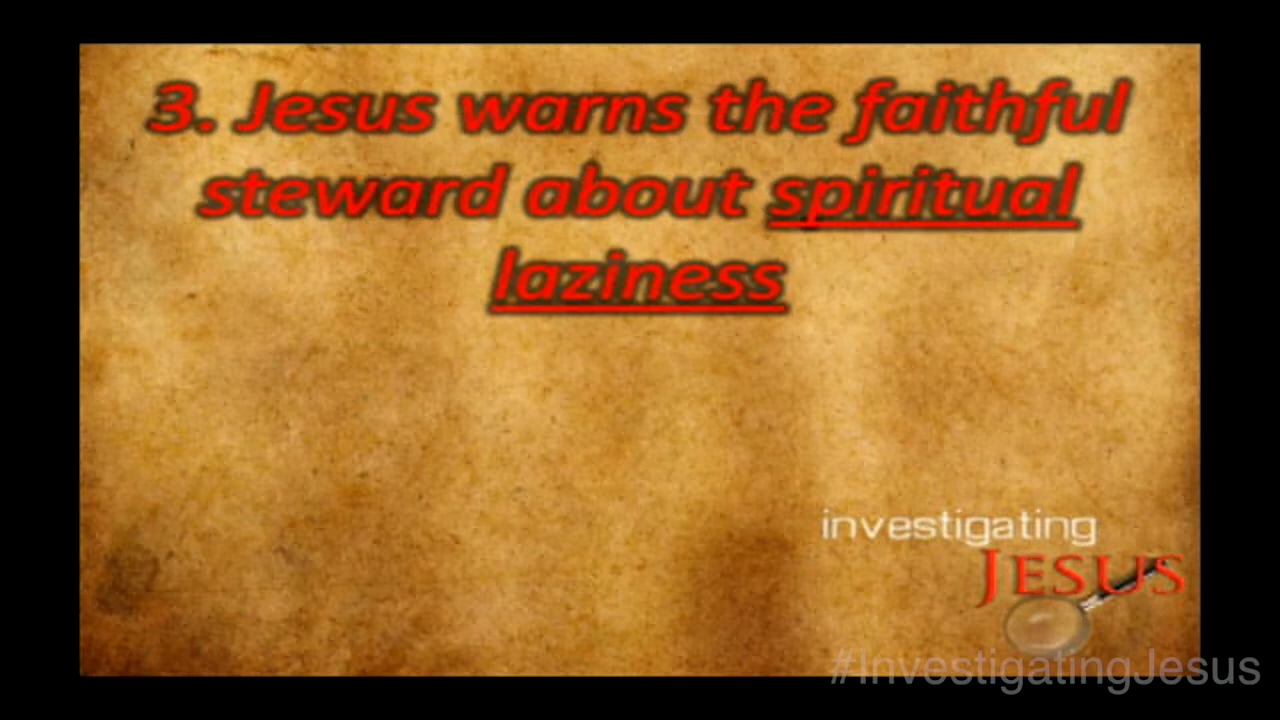 3. Jesus warns the faithful
steward about spiritual
laziness
investigating
JESUS
#InvestigatingJesus